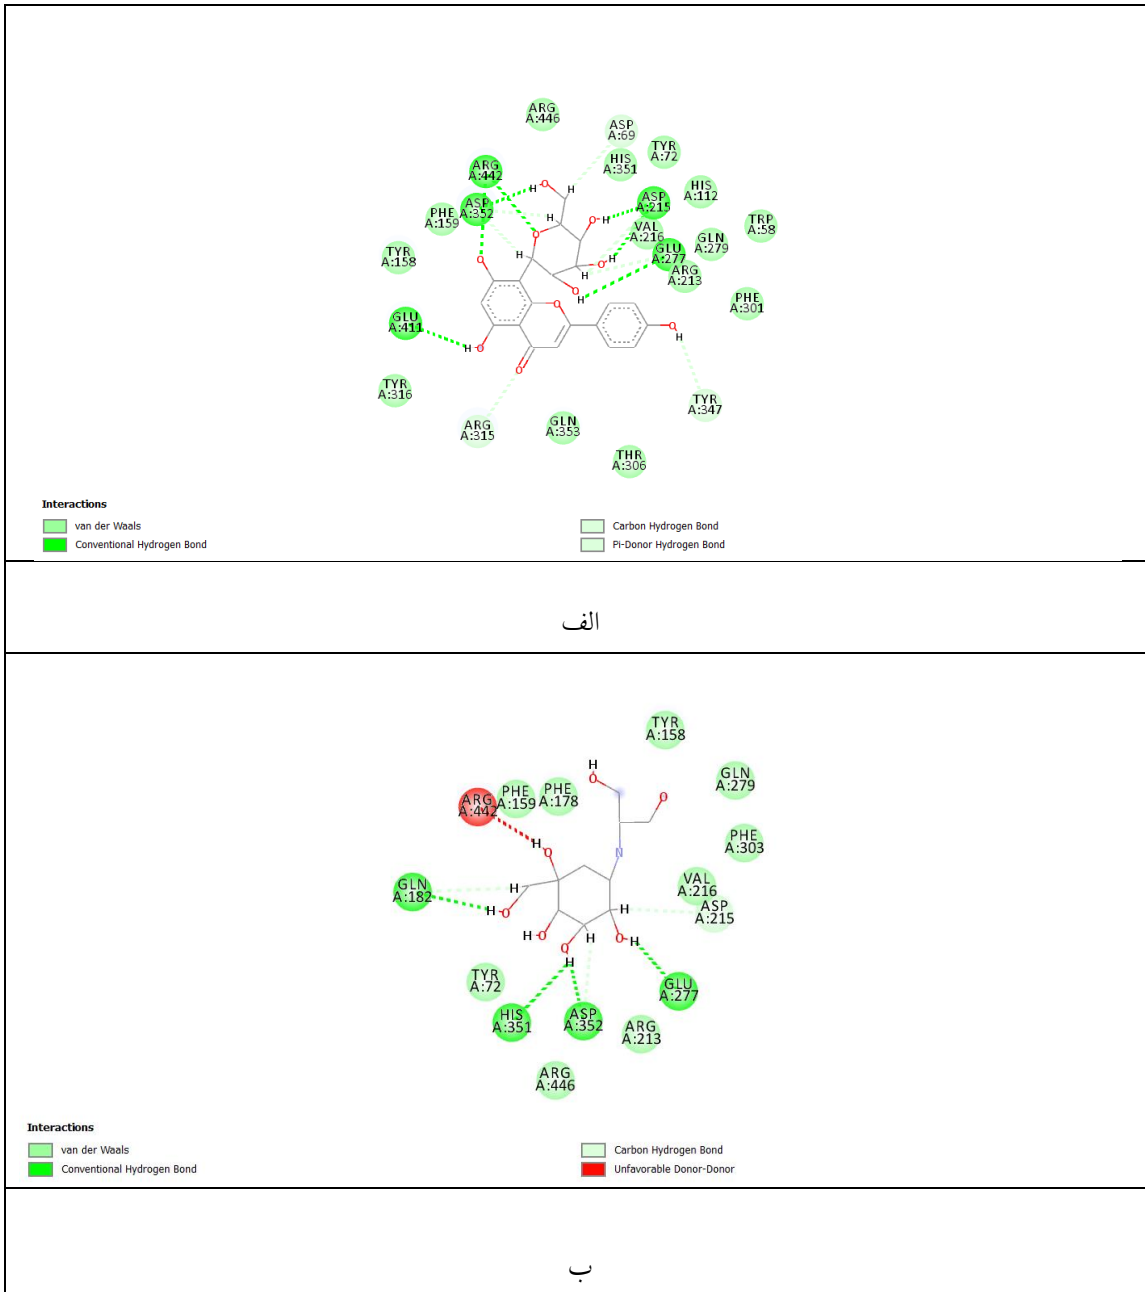 ARG
A:446
ASP
A:69
TYR
A:72
HIS
A:351
ARG
A:442
HIS
A:112
ASP
A:352
ASP
A:215
PHE
A:159
TRP
A:58
VAL
A:216
GLN
A:279
GLU
A:277
TYR
A:158
ARG
A:213
PHE
A:301
GLU
A:411
TYR
A:316
TYR
A:347
ARG
A:315
GLN
A:353
THR
A:306
H O H H O H H O H H O H O O O H H O O H
Interactions
van der Waals
Carbon Hydrogen Bond
Conventional Hydrogen Bond
Pi-Donor Hydrogen Bond
الف
TYR
A:158
GLN
A:279
PHE
A:159
PHE
A:178
ARG
A:442
PHE
A:303
GLN
A:182
VAL
A:216
ASP
A:215
TYR
A:72
GLU
A:277
HIS
A:351
ASP
A:352
ARG
A:213
ARG
A:446
H O O H O N H H H O H O O H H O H
Interactions
van der Waals
Carbon Hydrogen Bond
Conventional Hydrogen Bond
Unfavorable Donor-Donor
ب